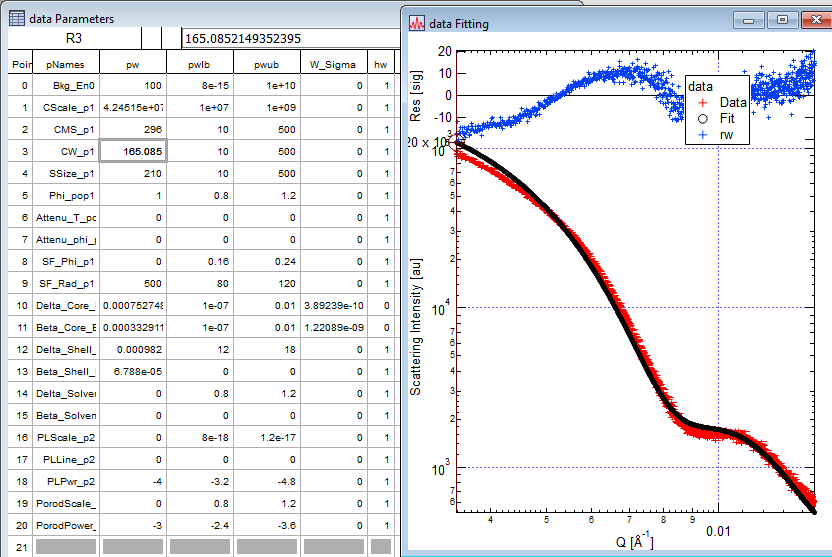 data Parameters
R3 165.0852149352395
Poin pNames pw pwlb pwub W_Sigma hw
0 Bkg_En0 100 8e-15 1e+10 0 1
1 CScale_p1 4.24515e+07 1e+07 1e+09 0 1
2 CMS_p1 296 10 500 0 1
3 CW_p1 165.085 10 500 0 1
4 SSize_p1 210 10 500 0 1
5 Phi_pop1 1 0.8 1.2 0 1
6 Attenu_T_po 0 0 0 0 1
7 Attenu_phi_ 0 0 0 0 1
8 SF_Phi_p1 0 0.16 0.24 0 1
9 SF_Rad_p1 500 80 120 0 1
10 Delta_Core_ 0.000752748 1e-07 0.01 3.89239e-10 0
11 Beta_Core_E 0.000332911 1e-07 0.01 1.22089e-09 0
12 Delta_Shell_ 0.000982 12 18 0 1
13 Beta_Shell_ 6.788e-05 0 0 0 1
14 Delta_Solven 0 0.8 1.2 0 1
15 Beta_Solven 0 0 0 0 1
16 PLScale_p2 0 8e-18 1.2e-17 0 1
17 PLLine_p2 0 0 0 0 1
18 PLPwr_p2 -4 -3.2 -4.8 0 1
19 PorodScale_ 0 0.8 1.2 0 1
20 PorodPower_ -3 -2.4 -3.6 0 1
21
data Fitting
Res [sig]
20
10
0
-10
data
Data
Fit
rw
Scattering Intensity [au]
20 x 10³
10
7
6
5
4
3
2
10⁴
7
6
5
4
3
2
10³
7
6
4 5 6 7 8 9 0.01
Q [Å⁻¹]